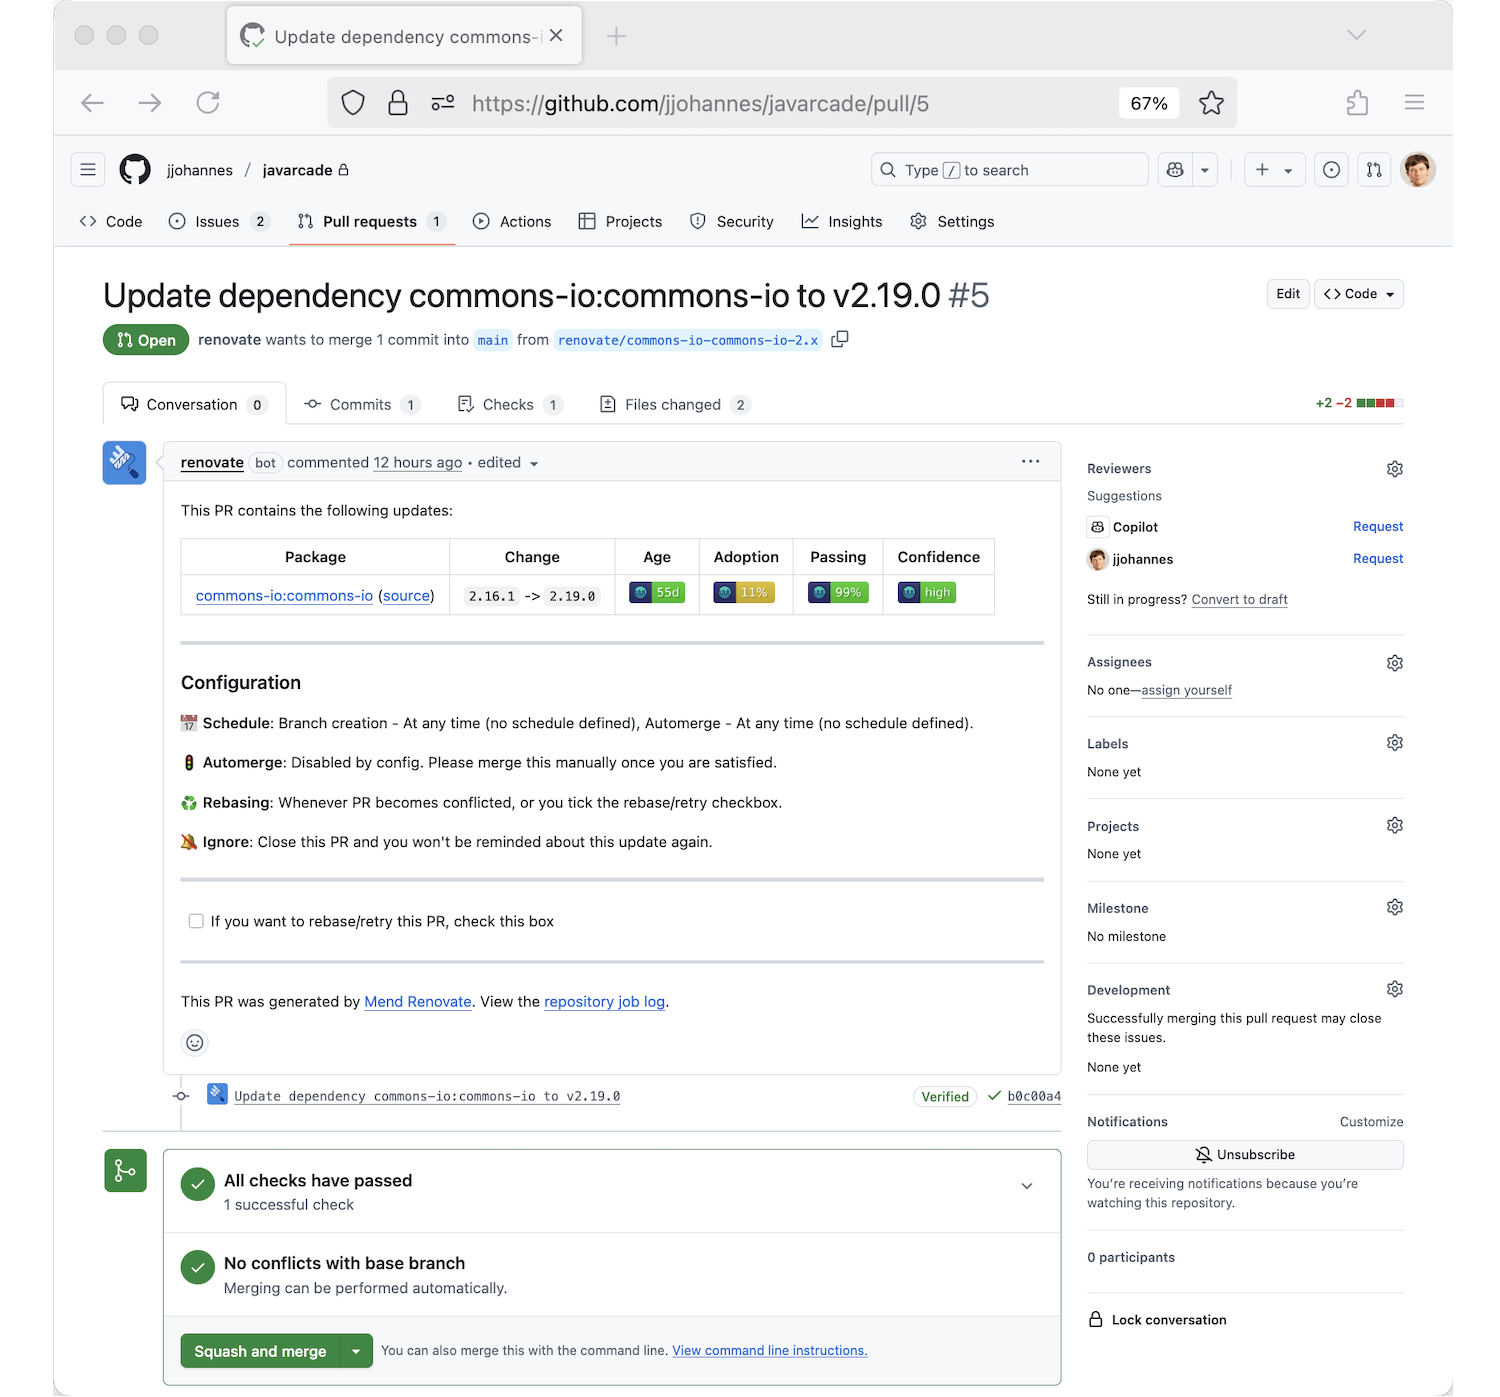 Update dependency commons-i
https://github.com/jjohannes/javarcade/pull/5
67%
jjohannes / javarcade
Type / to search
Code
Issues 2
Pull requests 1
Actions
Projects
Security
Insights
Settings
Update dependency commons-io:commons-io to v2.19.0 #5
Edit
<> Code
Open
renovate wants to merge 1 commit into main from renovate/commons-io-commons-io-2.x
Conversation 0
Commits 1
Checks 1
Files changed 2
+2 −2
renovate bot commented 12 hours ago • edited
This PR contains the following updates:
Package Change Age Adoption Passing Confidence
commons-io:commons-io (source) 2.16.1 -> 2.19.0 55d 11% 99% high
Configuration
17 Schedule: Branch creation - At any time (no schedule defined), Automerge - At any time (no schedule defined).
Automerge: Disabled by config. Please merge this manually once you are satisfied.
Rebasing: Whenever PR becomes conflicted, or you tick the rebase/retry checkbox.
Ignore: Close this PR and you won't be reminded about this update again.
If you want to rebase/retry this PR, check this box
This PR was generated by Mend Renovate. View the repository job log.
Update dependency commons-io:commons-io to v2.19.0
Verified
b0c00a4
All checks have passed
1 successful check
No conflicts with base branch
Merging can be performed automatically.
Squash and merge
You can also merge this with the command line. View command line instructions.
Reviewers
Suggestions
Copilot Request
jjohannes Request
Still in progress? Convert to draft
Assignees
No one—assign yourself
Labels
None yet
Projects
None yet
Milestone
No milestone
Development
Successfully merging this pull request may close
these issues.
None yet
Notifications Customize
Unsubscribe
You're receiving notifications because you're
watching this repository.
0 participants
Lock conversation